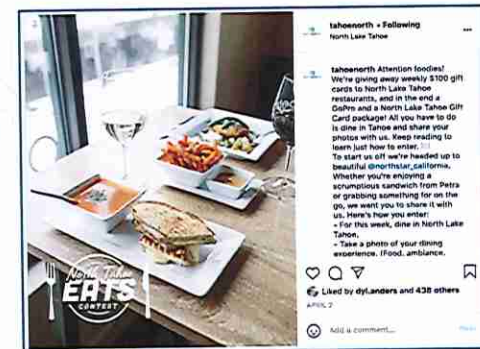 tahoenorth • Following
North Lake Tahoe
tahoenorth Attention foodies!
We're giving away weekly $100 gift
cards to North Lake Tahoe
restaurants, and in the end a
GoPro and a North Lake Tahoe Gift
Card package! All you have to do
is dine in Tahoe and share your
photos with us. Keep reading to
learn just how to enter.
To start us off we're headed up to
beautiful @northstar_california.
Whether you're enjoying a
scrumptious sandwich from Petra
or grabbing something for on the
go, we want you to share it with
us. Here's how you enter:
- For this week, dine in North Lake
Tahoe.
- Take a photo of your dining
experience. (Food, ambiance,
Liked by dyl.anders and 438 others
APRIL 2
Add a comment...
North Tahoe
EATS
CONTEST